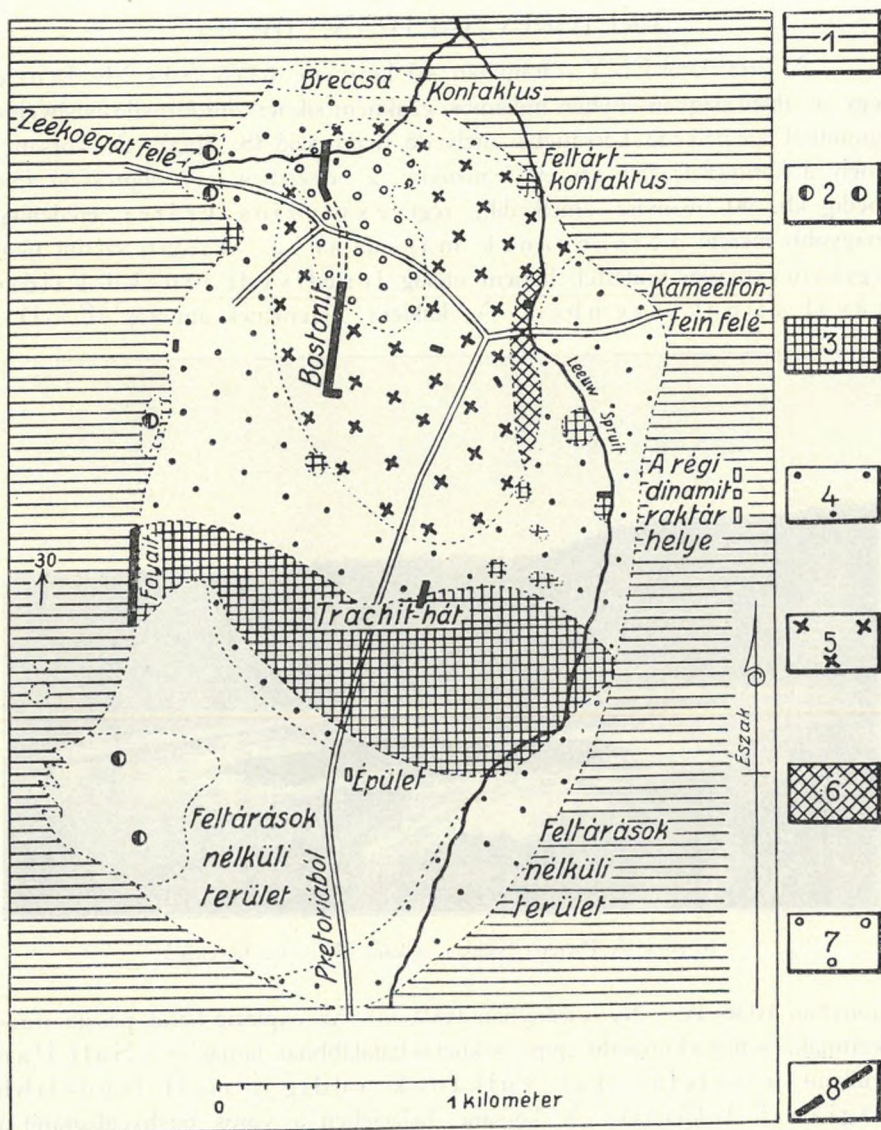 Breccsa
Kontaktus
Zeekoegat felé
Feltárt
kontaktus
Kameelfon-
tein felé
Bostonit
Leeuw
Spruit
A régi
dinamit
raktár
helye
30
Foyait
Trachit-hát
Észak
Épület
Feltárások
nélküli
terület
Feltárások
nélküli
terület
Pretoriából
0
1 kilométer
1
2
3
4
5
6
7
8